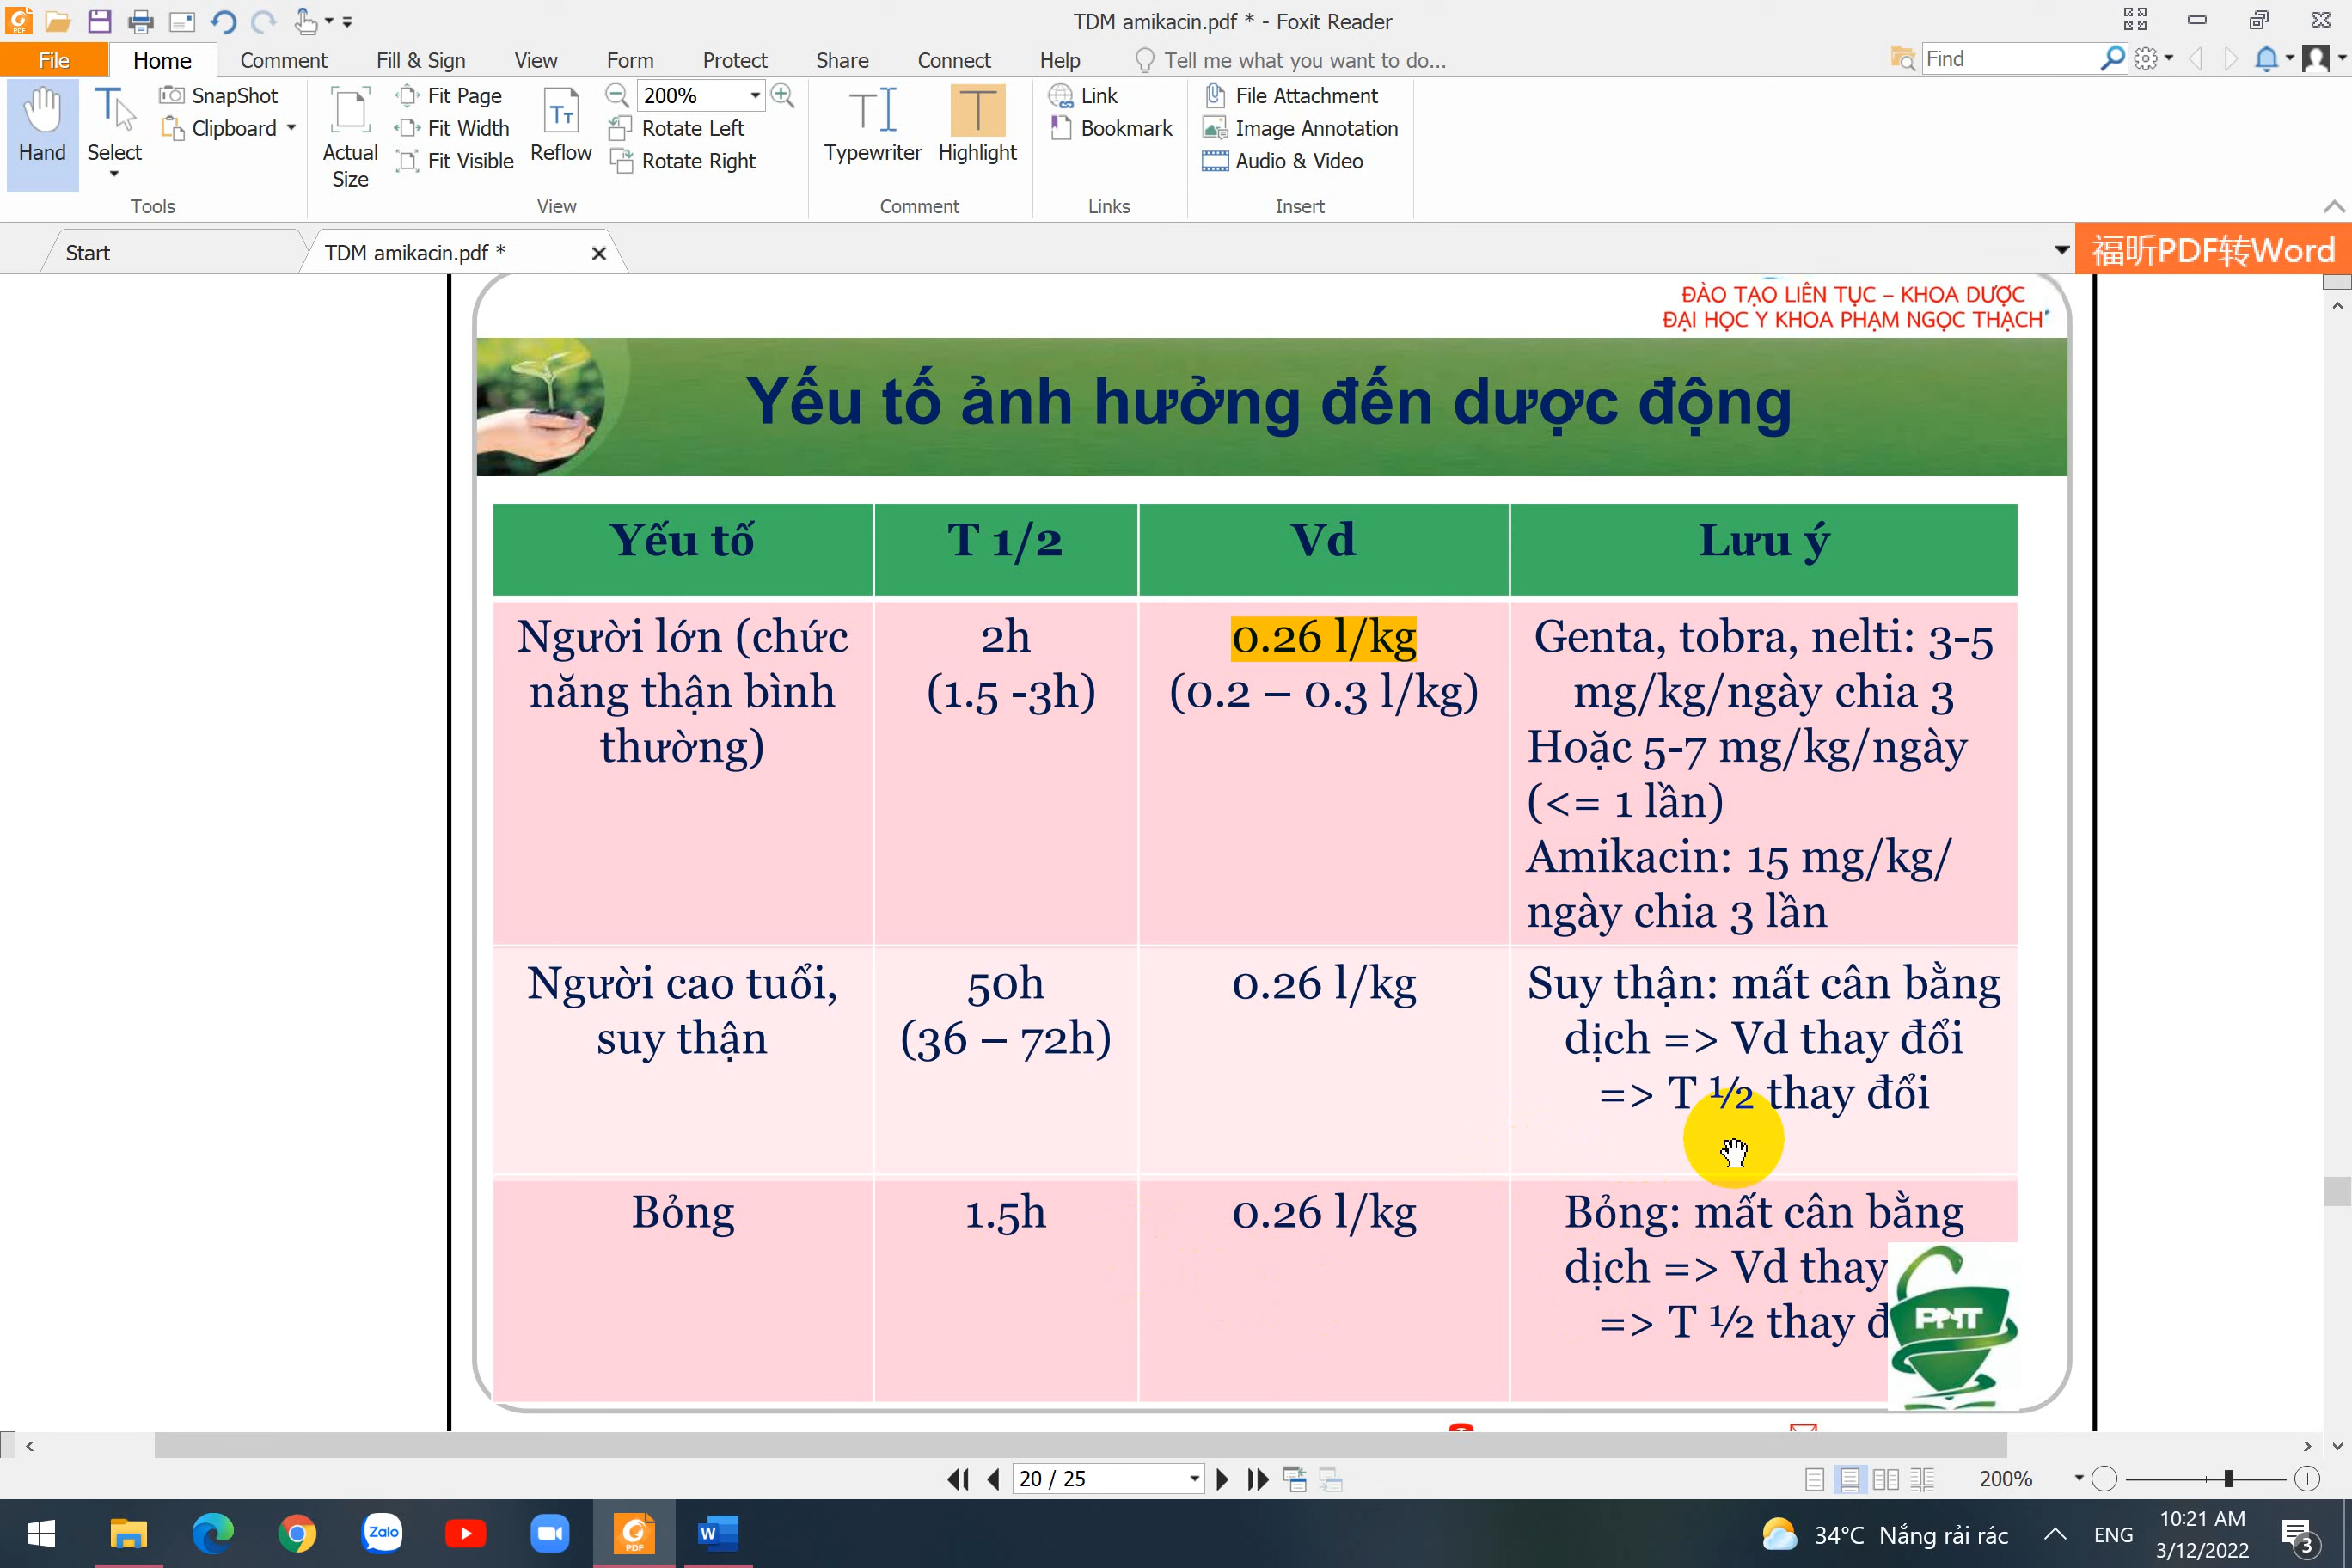 TDM amikacin.pdf * - Foxit Reader
File Home Comment Fill & Sign View Form Protect Share Connect Help Tell me what you want to do... Find
Hand
Select
SnapShot
Clipboard
Tools
Actual Size
Fit Page
Fit Width
Fit Visible
Reflow
200%
Rotate Left
Rotate Right
View
Typewriter
Highlight
Comment
Link
Bookmark
Links
File Attachment
Image Annotation
Audio & Video
Insert
Start
TDM amikacin.pdf *
福昕PDF转Word
ĐÀO TẠO LIÊN TỤC – KHOA DƯỢC
ĐẠI HỌC Y KHOA PHẠM NGỌC THẠCH
Yếu tố ảnh hưởng đến dược động
Yếu tố
T 1/2
Vd
Lưu ý
Người lớn (chức
năng thận bình
thường)
2h
(1.5 -3h)
0.26 l/kg
(0.2 – 0.3 l/kg)
Genta, tobra, nelti: 3-5
mg/kg/ngày chia 3
Hoặc 5-7 mg/kg/ngày
(<= 1 lần)
Amikacin: 15 mg/kg/
ngày chia 3 lần
Người cao tuổi,
suy thận
50h
(36 – 72h)
0.26 l/kg
Suy thận: mất cân bằng
dịch => Vd thay đổi
=> T ½ thay đổi
Bỏng
1.5h
0.26 l/kg
Bỏng: mất cân bằng
dịch => Vd thay
=> T ½ thay
PNT
20 / 25
200%
Zalo
34°C Nắng rải rác
ENG
10:21 AM
3/12/2022
3